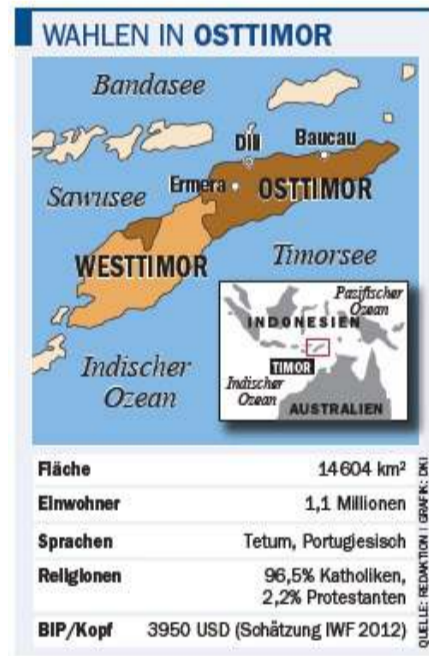 WAHLEN IN OSTTIMOR
Bandasee
Dili
Baucau
Ermera
OSTTIMOR
Sawusee
WESTTIMOR
Timorsee
Indischer
Ozean
Pazifischer
Ozean
INDONESIEN
TIMOR
Indischer
Ozean
AUSTRALIEN
Fläche 14 604 km²
Einwohner 1,1 Millionen
Sprachen Tetum, Portugiesisch
Religionen 96,5% Katholiken,
2,2% Protestanten
BIP/Kopf 3950 USD (Schätzung IWF 2012)
QUELLE: REDAKTION | GRAFIK: DKI